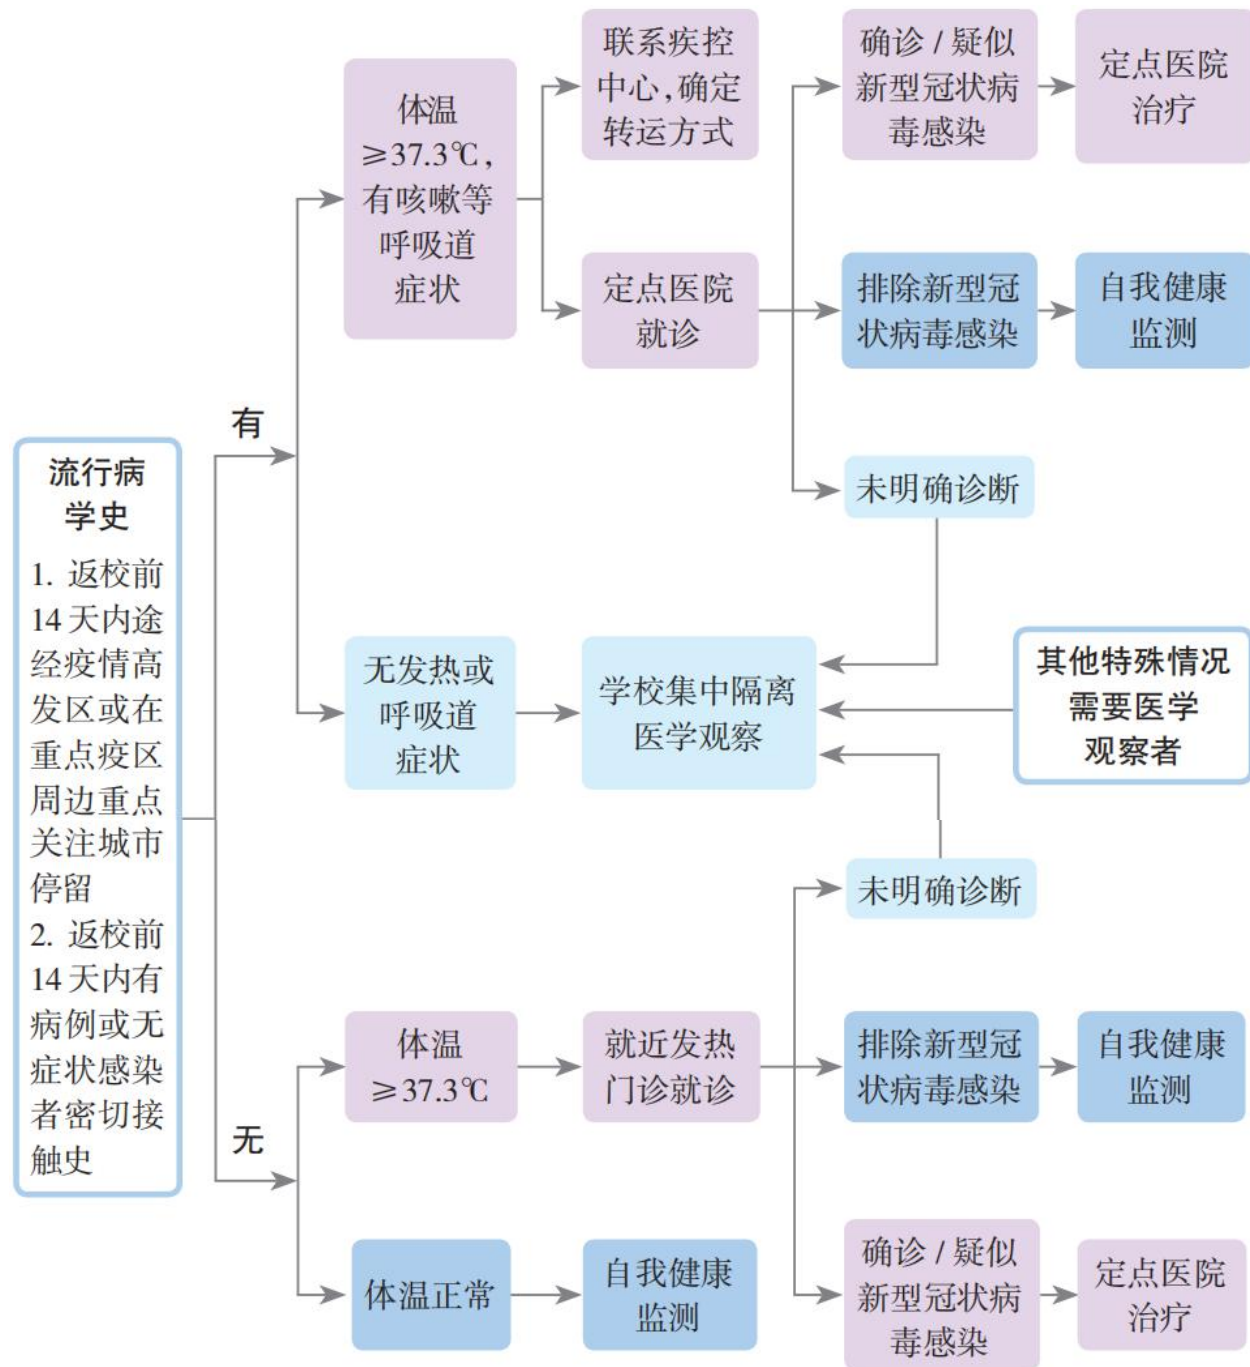 流行病
学史
1. 返校前
14天内途
经疫情高
发区或在
重点疫区
周边重点
关注城市
停留
2. 返校前
14天内有
病例或无
症状感染
者密切接
触史
有
体温
≥37.3℃，
有咳嗽等
呼吸道
症状
联系疾控
中心，确定
转运方式
定点医院
就诊
确诊 / 疑似
新型冠状病
毒感染
定点医院
治疗
排除新型冠
状病毒感染
自我健康
监测
未明确诊断
无发热或
呼吸道
症状
学校集中隔离
医学观察
其他特殊情况
需要医学
观察者
无
体温
≥37.3℃
就近发热
门诊就诊
未明确诊断
排除新型冠
状病毒感染
自我健康
监测
确诊 / 疑似
新型冠状病
毒感染
定点医院
治疗
体温正常
自我健康
监测